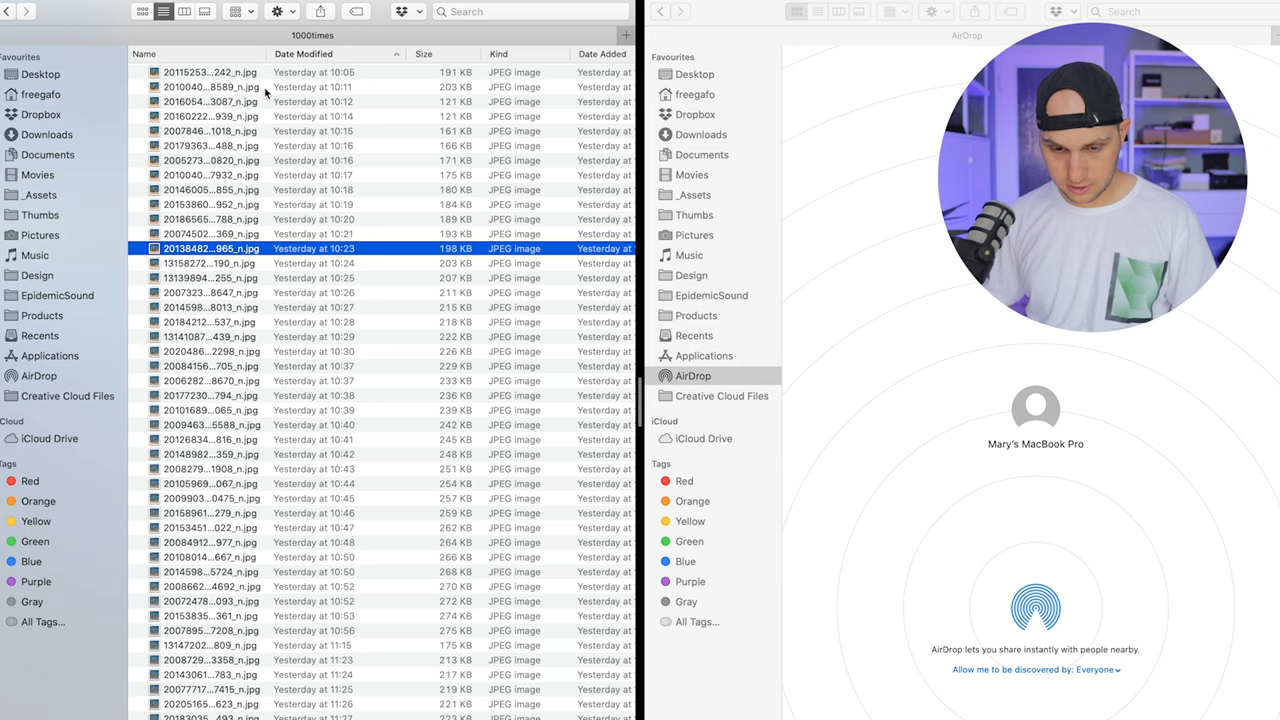 Search
1000times
Favourites
Desktop
freegafo
Dropbox
Downloads
Documents
Movies
_Assets
Thumbs
Pictures
Music
Design
EpidemicSound
Products
Recents
Applications
AirDrop
Creative Cloud Files
iCloud
iCloud Drive
Tags
Red
Orange
Yellow
Green
Blue
Purple
Gray
All Tags...
Name Date Modified Size Kind Date Added
20115253...242_n.jpg Yesterday at 10:05 191 KB JPEG image Yesterday at
2010040...8589_n.jpg Yesterday at 10:11 203 KB JPEG image Yesterday at
2016054...3087_n.jpg Yesterday at 10:12 121 KB JPEG image Yesterday at
20160222...935_n.jpg Yesterday at 10:14 121 KB JPEG image Yesterday at
2007846...1018_n.jpg Yesterday at 10:15 161 KB JPEG image Yesterday at
20179363...488_n.jpg Yesterday at 10:16 166 KB JPEG image Yesterday at
2005273...0820_n.jpg Yesterday at 10:16 171 KB JPEG image Yesterday at
2010040...7932_n.jpg Yesterday at 10:17 175 KB JPEG image Yesterday at
20146005...855_n.jpg Yesterday at 10:18 180 KB JPEG image Yesterday at
20153860...952_n.jpg Yesterday at 10:19 184 KB JPEG image Yesterday at
20186565...788_n.jpg Yesterday at 10:20 189 KB JPEG image Yesterday at
20074502...369_n.jpg Yesterday at 10:21 193 KB JPEG image Yesterday at
20138482...965_n.jpg Yesterday at 10:23 198 KB JPEG image Yesterday at
13158272...190_n.jpg Yesterday at 10:24 203 KB JPEG image Yesterday at
13139894...255_n.jpg Yesterday at 10:25 207 KB JPEG image Yesterday at
2007323...8647_n.jpg Yesterday at 10:26 211 KB JPEG image Yesterday at
2014598...8013_n.jpg Yesterday at 10:27 215 KB JPEG image Yesterday at
20184212...537_n.jpg Yesterday at 10:28 218 KB JPEG image Yesterday at
13141087...439_n.jpg Yesterday at 10:29 222 KB JPEG image Yesterday at
2020486...2298_n.jpg Yesterday at 10:30 226 KB JPEG image Yesterday at
20084156...705_n.jpg Yesterday at 10:37 229 KB JPEG image Yesterday at
2006282...8670_n.jpg Yesterday at 10:37 233 KB JPEG image Yesterday at
20177230...794_n.jpg Yesterday at 10:38 236 KB JPEG image Yesterday at
20101689...065_n.jpg Yesterday at 10:39 239 KB JPEG image Yesterday at
2009463...5588_n.jpg Yesterday at 10:40 242 KB JPEG image Yesterday at
20126834...816_n.jpg Yesterday at 10:41 245 KB JPEG image Yesterday at
20148982...359_n.jpg Yesterday at 10:42 248 KB JPEG image Yesterday at
2008279...1908_n.jpg Yesterday at 10:43 251 KB JPEG image Yesterday at
20105969...067_n.jpg Yesterday at 10:44 254 KB JPEG image Yesterday at
2009903...0475_n.jpg Yesterday at 10:45 257 KB JPEG image Yesterday at
20158961...279_n.jpg Yesterday at 10:46 259 KB JPEG image Yesterday at
20153451...022_n.jpg Yesterday at 10:47 262 KB JPEG image Yesterday at
20084912...977_n.jpg Yesterday at 10:48 264 KB JPEG image Yesterday at
20108014...667_n.jpg Yesterday at 10:50 266 KB JPEG image Yesterday at
2014598...5724_n.jpg Yesterday at 10:50 268 KB JPEG image Yesterday at
2008662...4692_n.jpg Yesterday at 10:52 270 KB JPEG image Yesterday at
20072478...093_n.jpg Yesterday at 10:52 272 KB JPEG image Yesterday at
20153835...361_n.jpg Yesterday at 10:53 274 KB JPEG image Yesterday at
2007895...7208_n.jpg Yesterday at 10:56 275 KB JPEG image Yesterday at
13147202...809_n.jpg Yesterday at 11:15 175 KB JPEG image Yesterday at
2008729...3358_n.jpg Yesterday at 11:23 213 KB JPEG image Yesterday at
20143061...783_n.jpg Yesterday at 11:24 217 KB JPEG image Yesterday at
20077717...7415_n.jpg Yesterday at 11:25 219 KB JPEG image Yesterday at
20205165...058_n.jpg Yesterday at 11:26 221 KB JPEG image Yesterday at
20183035...493_n.jpg Yesterday at 11:27 223 KB JPEG image Yesterday at
Search
AirDrop
Favourites
Desktop
freegafo
Dropbox
Downloads
Documents
Movies
_Assets
Thumbs
Pictures
Music
Design
EpidemicSound
Products
Recents
Applications
AirDrop
Creative Cloud Files
iCloud
iCloud Drive
Tags
Red
Orange
Yellow
Green
Blue
Purple
Gray
All Tags...
Mary's MacBook Pro
AirDrop lets you share instantly with people nearby.
Allow me to be discovered by: Everyone